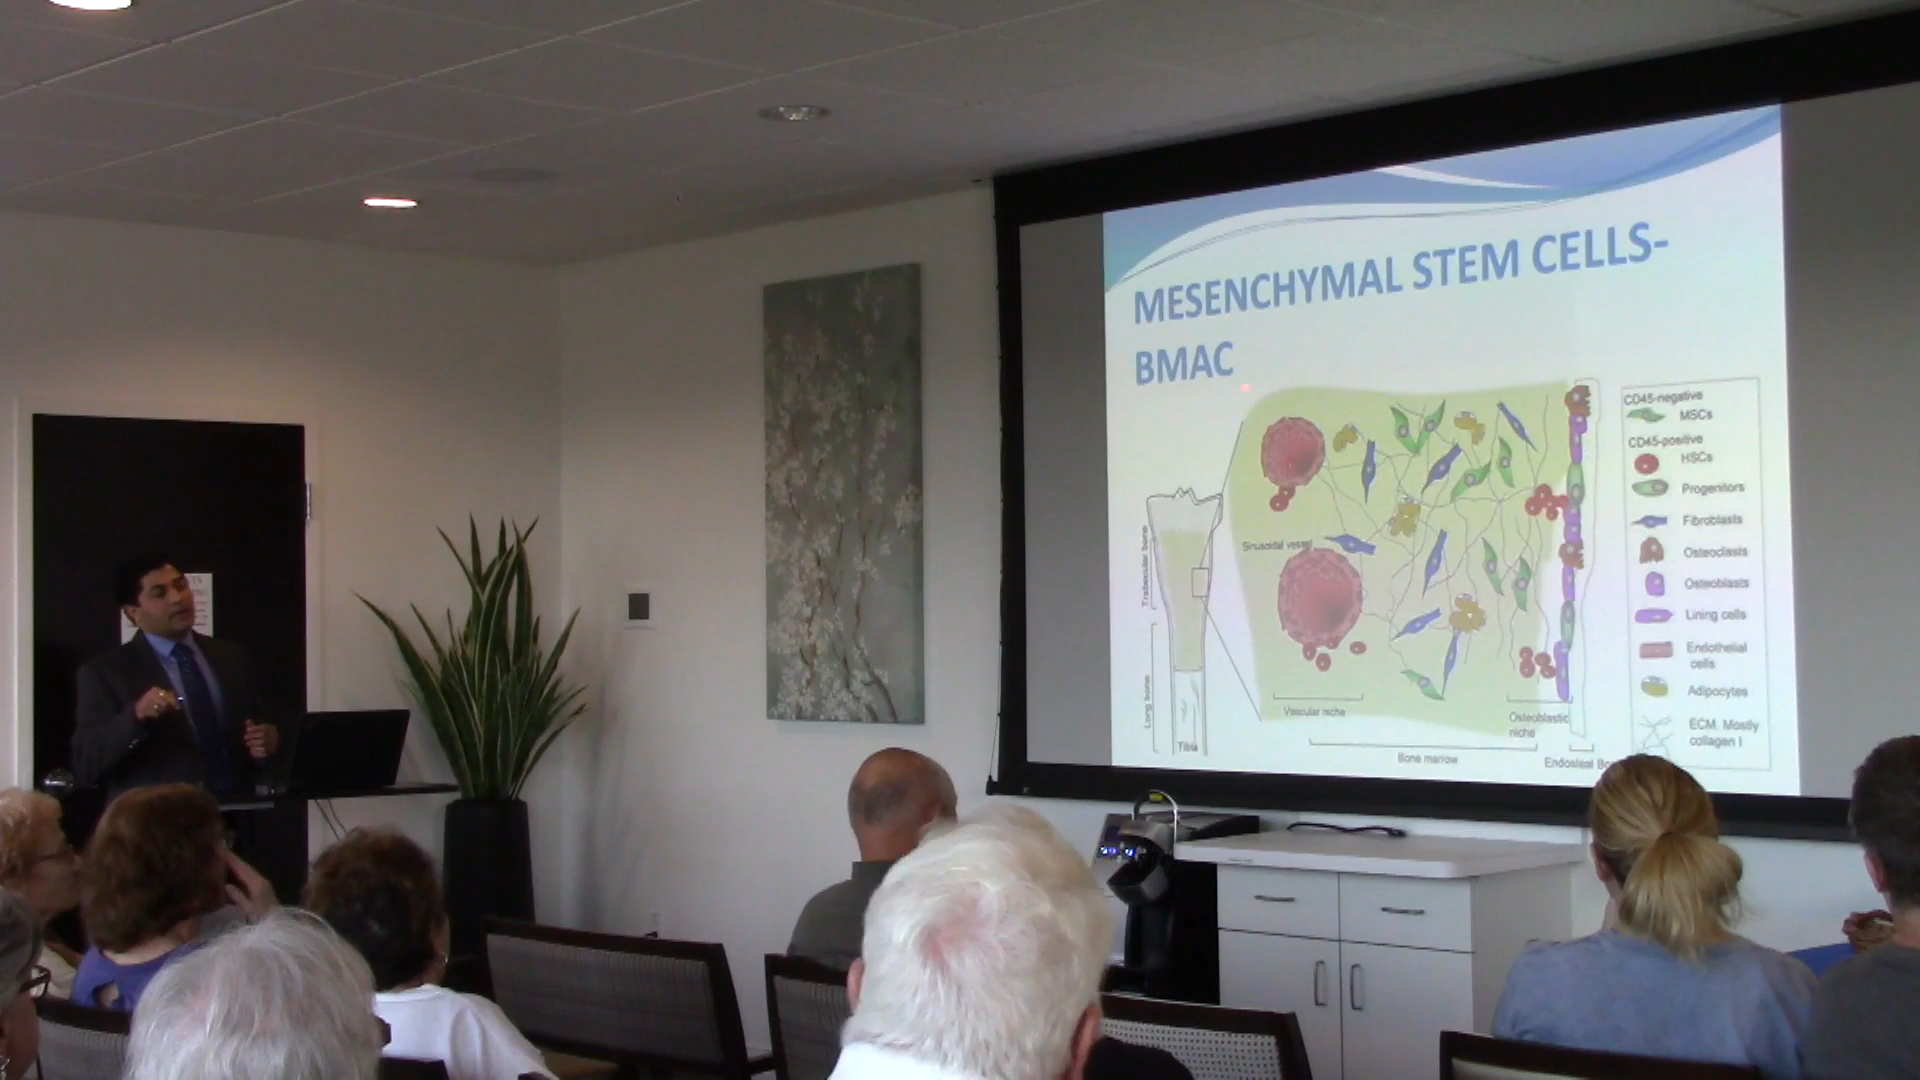 MESENCHYMAL STEM CELLS-
BMAC
CD45-negative
MSCs
CD45-positive
HSCs
Progenitors
Fibroblasts
Osteoclasts
Osteoblasts
Lining cells
Endothelial
cells
Adipocytes
ECM. Mostly
collagen I
Sinusoidal vessel
Trabecular bone
Long bone
Tibia
Vascular niche
Osteoblastic
niche
Bone marrow
Endosteal